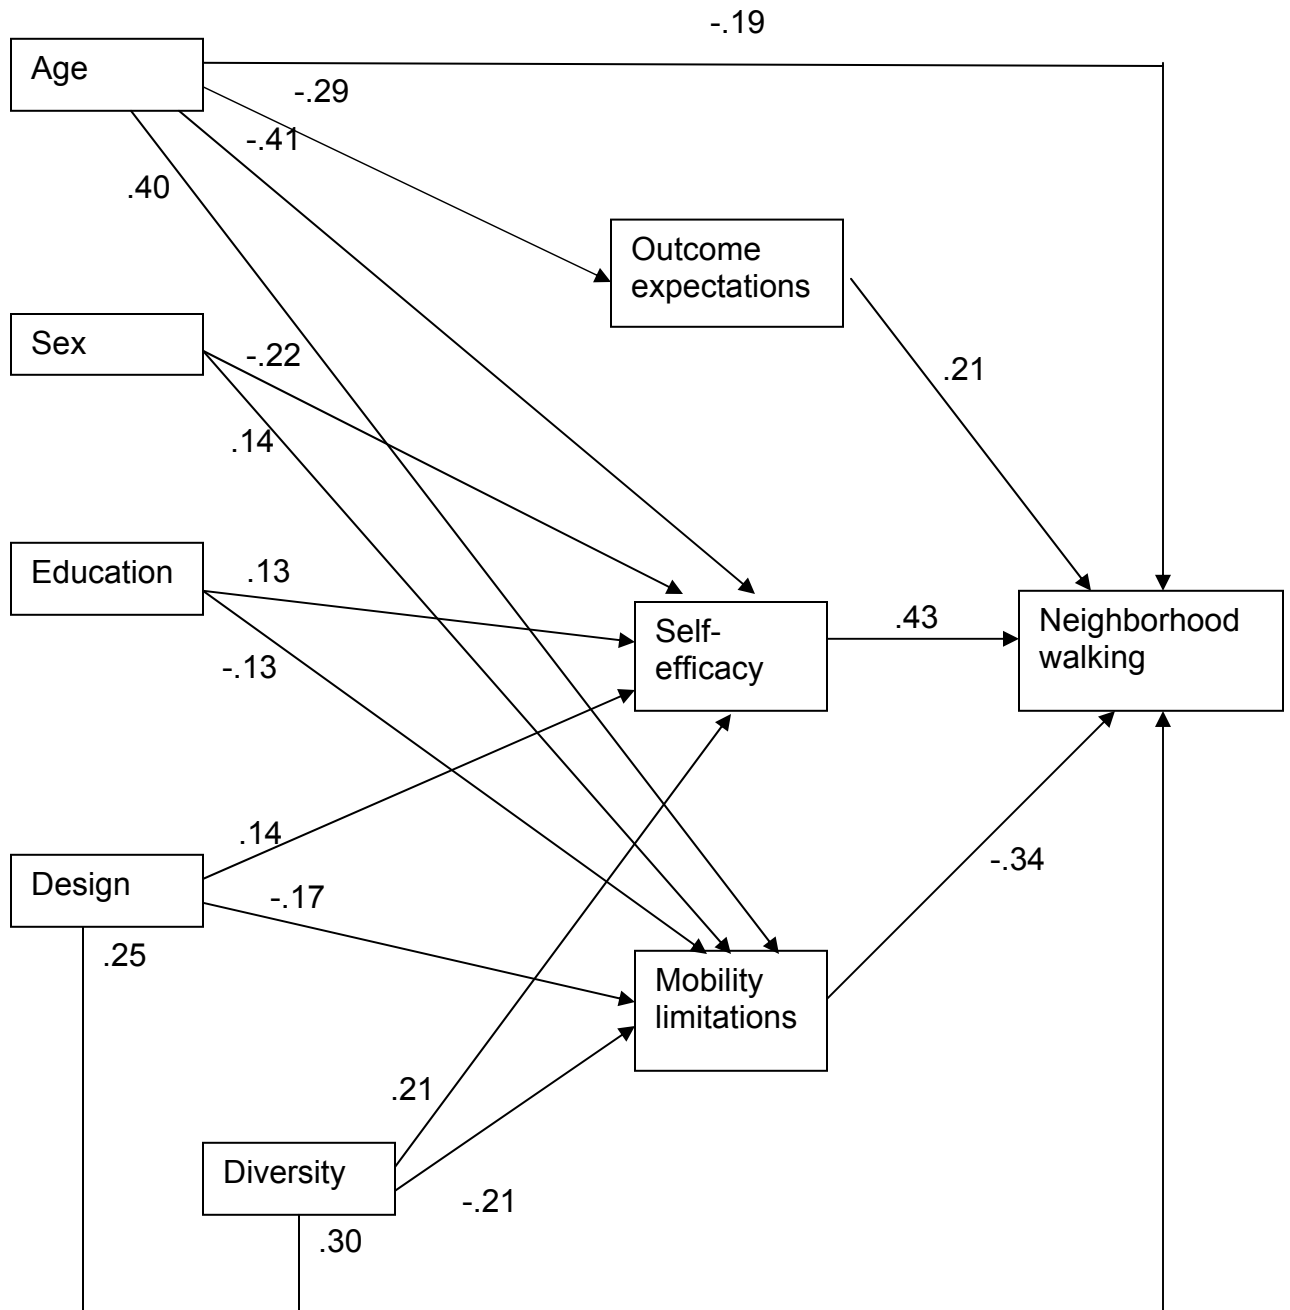 -.19
Age
-.29
-.41
.40
Outcome
expectations
Sex
-.22
.21
.14
Education
.13
Self-
efficacy
.43
Neighborhood
walking
-.13
.14
Design
-.17
-.34
.25
Mobility
limitations
.21
Diversity
-.21
.30